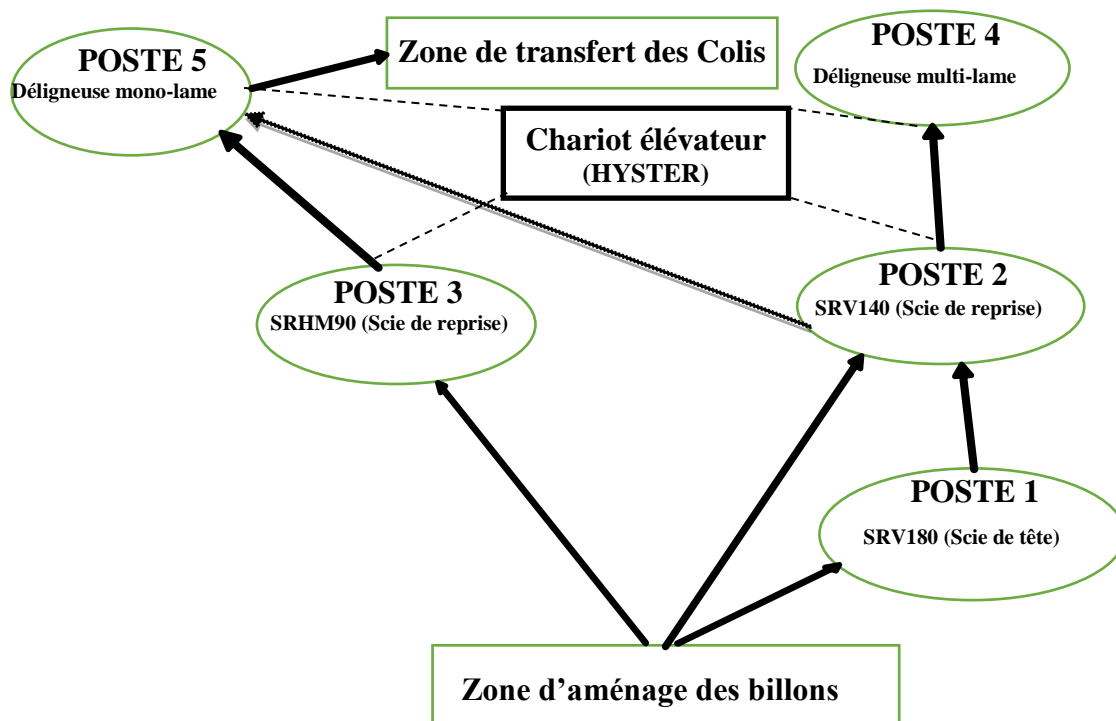 POSTE 5
Déligneuse mono-lame
Zone de transfert des Colis
POSTE 4
Déligneuse multi-lame
Chariot élévateur
(HYSTER)
POSTE 3
SRHM90 (Scie de reprise)
POSTE 2
SRV140 (Scie de reprise)
POSTE 1
SRV180 (Scie de tête)
Zone d’aménage des billons